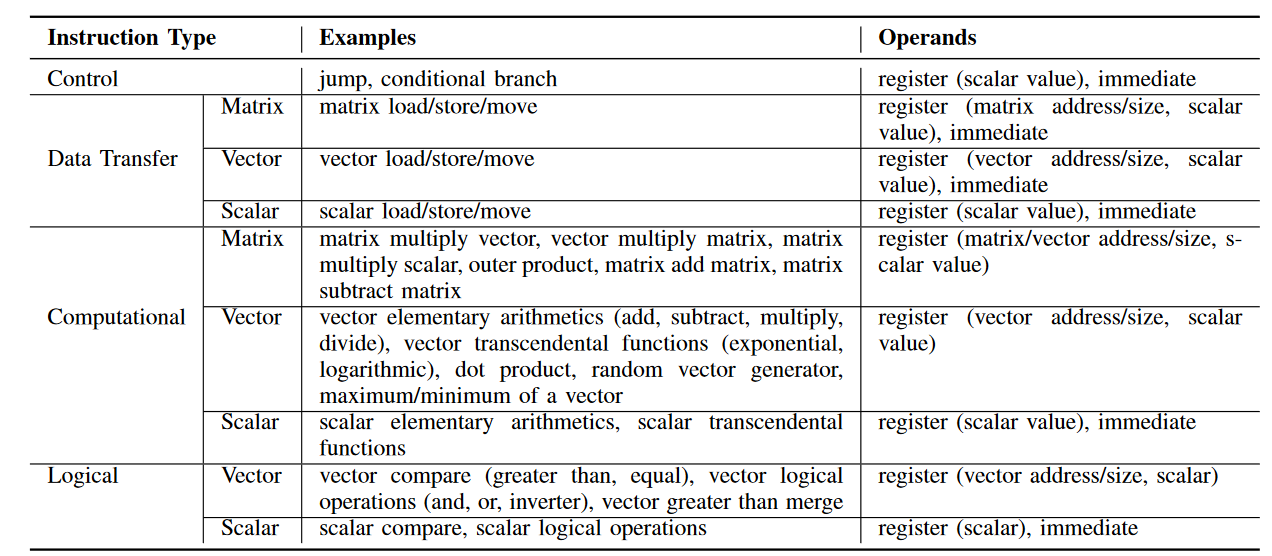 Instruction Type Examples Operands
Control jump, conditional branch register (scalar value), immediate
Matrix matrix load/store/move register (matrix address/size, scalar
value), immediate
Data Transfer Vector vector load/store/move register (vector address/size, scalar
value), immediate
Scalar scalar load/store/move register (scalar value), immediate
Matrix matrix multiply vector, vector multiply matrix, matrix register (matrix/vector address/size, s-
multiply scalar, outer product, matrix add matrix, matrix calar value)
subtract matrix
Computational Vector vector elementary arithmetics (add, subtract, multiply, register (vector address/size, scalar
divide), vector transcendental functions (exponential, value)
logarithmic), dot product, random vector generator,
maximum/minimum of a vector
Scalar scalar elementary arithmetics, scalar transcendental register (scalar value), immediate
functions
Logical Vector vector compare (greater than, equal), vector logical register (vector address/size, scalar)
operations (and, or, inverter), vector greater than merge
Scalar scalar compare, scalar logical operations register (scalar), immediate